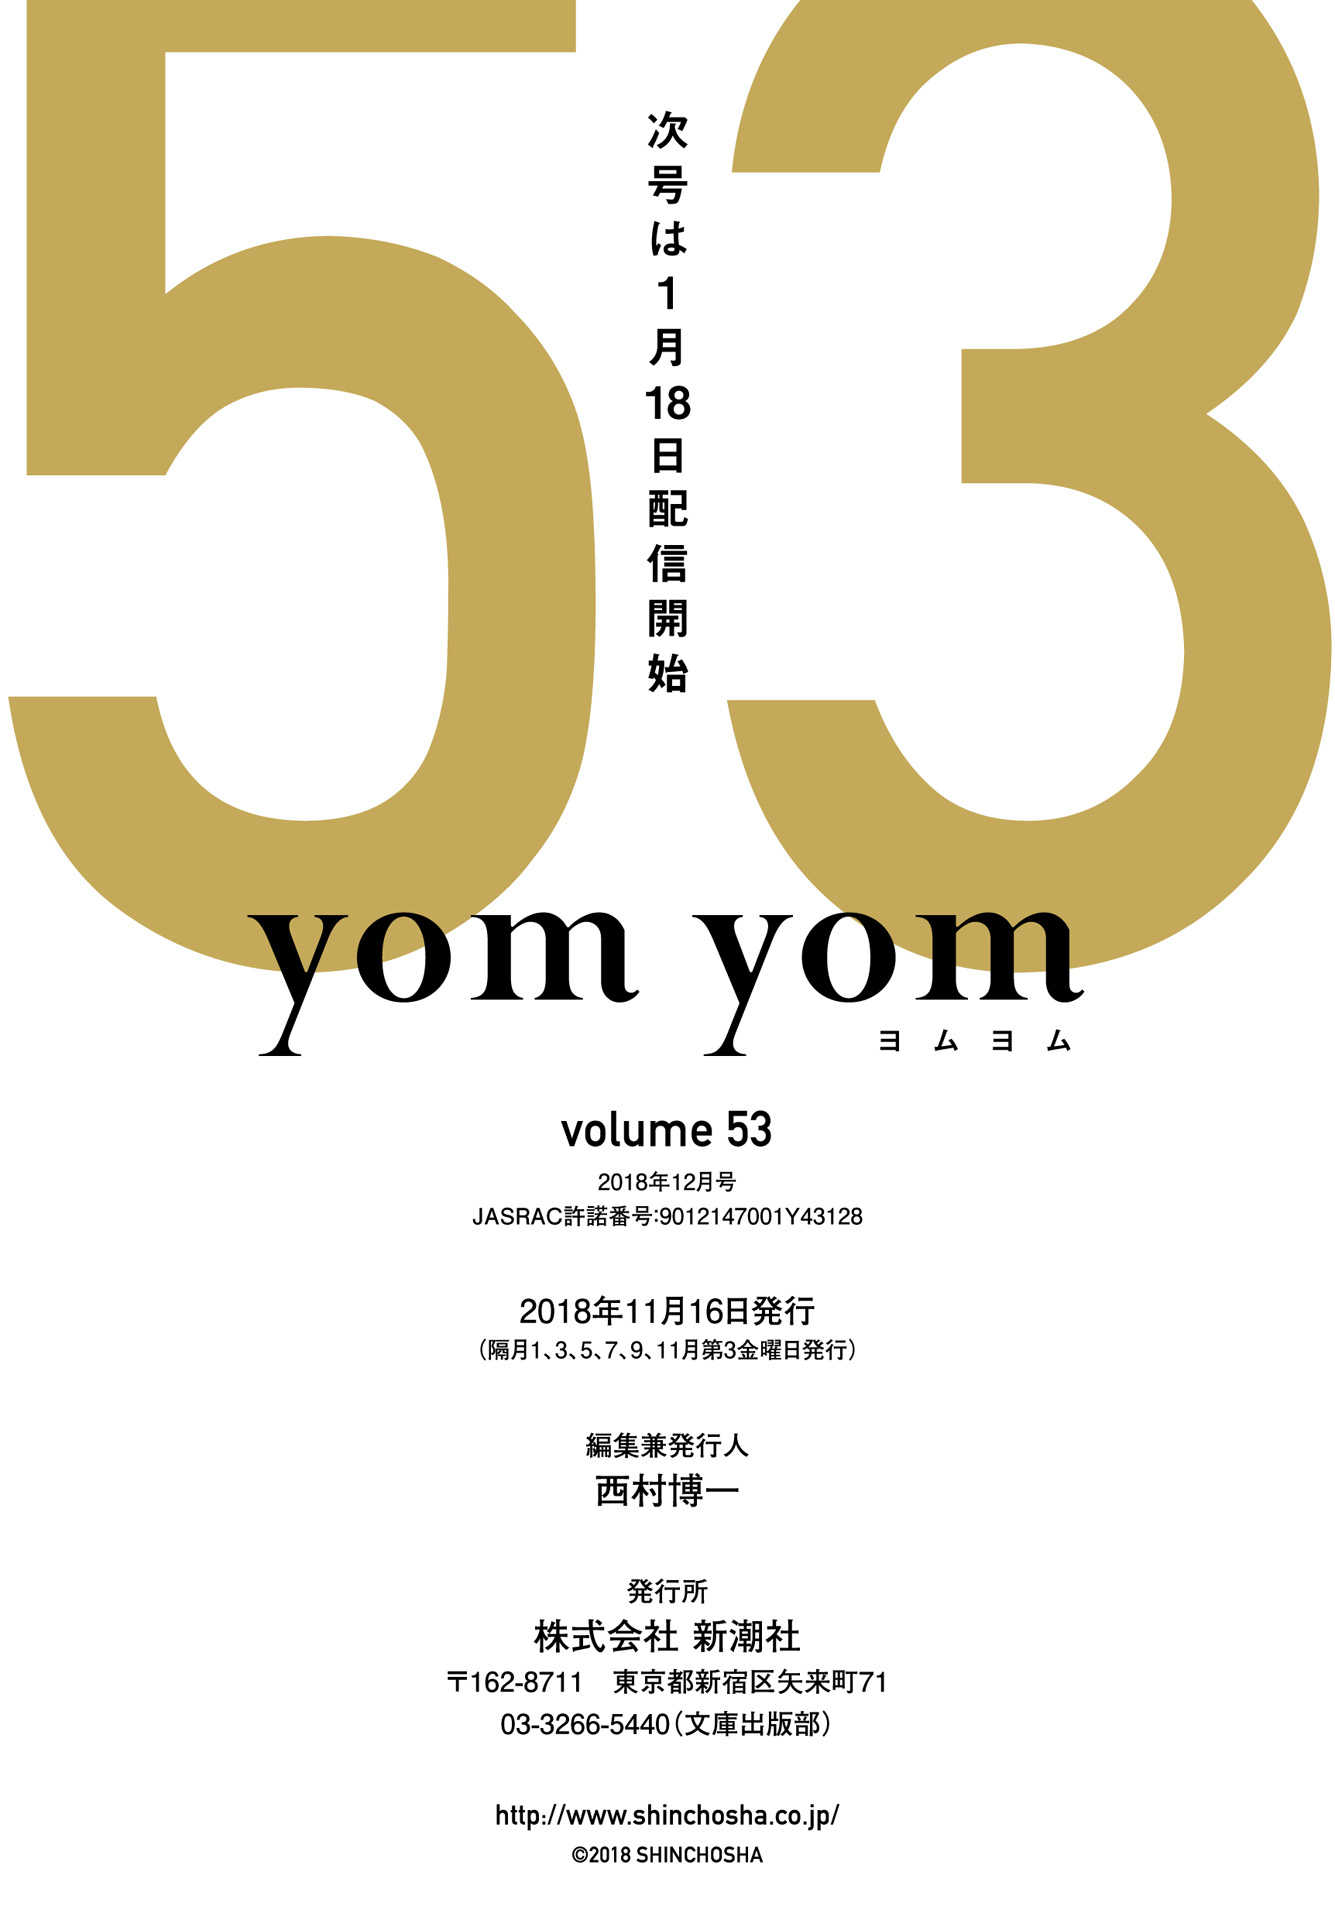 53
次号は1月18日配信開始
yom yom
ヨムヨム
volume 53
2018年12月号
JASRAC許諾番号:9012147001Y43128
2018年11月16日発行
（隔月1、3、5、7、9、11月第3金曜日発行）
編集兼発行人
西村博一
発行所
株式会社 新潮社
〒162-8711　東京都新宿区矢来町71
03-3266-5440（文庫出版部）
http://www.shinchosha.co.jp/
©2018 SHINCHOSHA